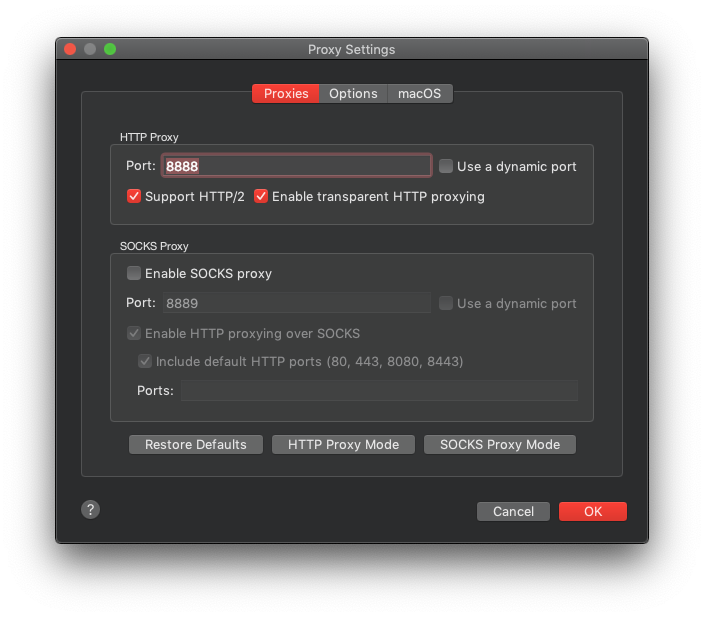 Proxy Settings
Proxies Options macOS
HTTP Proxy
Port: 8888 Use a dynamic port
Support HTTP/2 Enable transparent HTTP proxying
SOCKS Proxy
Enable SOCKS proxy
Port: 8889 Use a dynamic port
Enable HTTP proxying over SOCKS
Include default HTTP ports (80, 443, 8080, 8443)
Ports:
Restore Defaults HTTP Proxy Mode SOCKS Proxy Mode
? Cancel OK